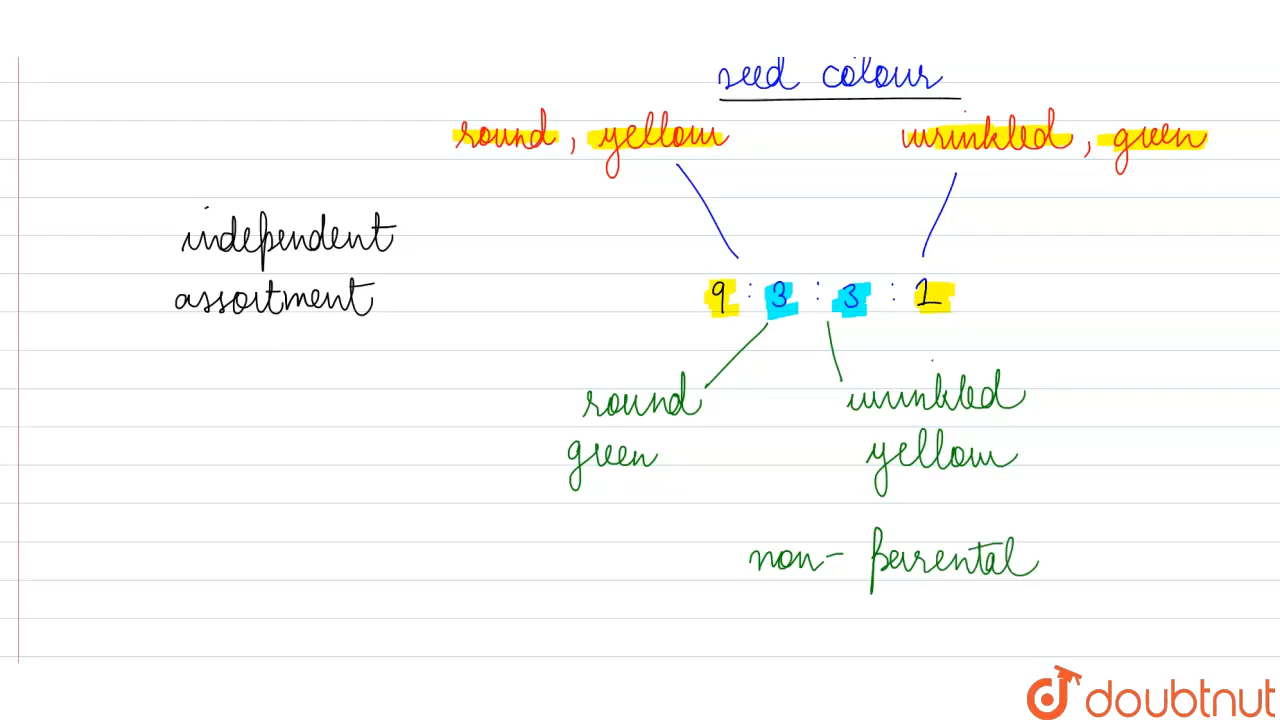 seed colour
round, yellow wrinkled, green
independent
assortment
9 : 3 : 3 : 1
round wrinkled
green yellow
non-parental
doubtnut